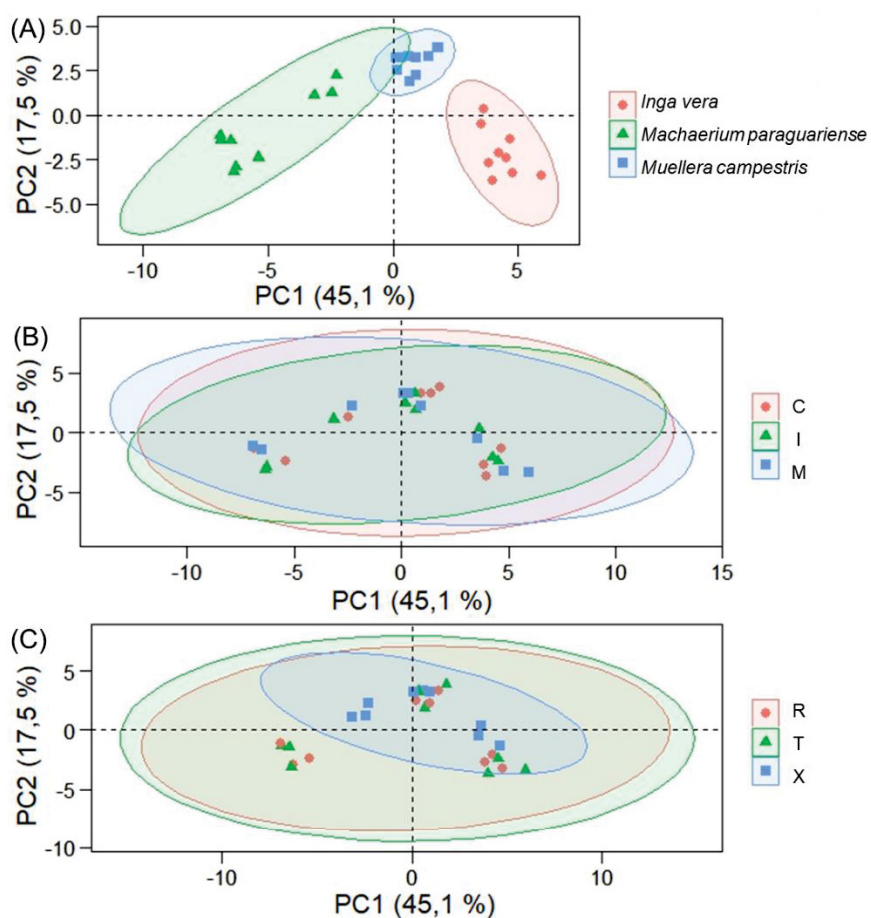 (A)
5.0
2.5
0.0
-2.5
-5.0
PC2 (17,5 %)
-10
-5
0
5
PC1 (45,1 %)
Inga vera
Machaerium paraguariense
Muellera campestris
(B)
5
0
-5
PC2 (17,5 %)
-10
-5
0
5
10
15
PC1 (45,1 %)
C
I
M
(C)
5
0
-5
-10
PC2 (17,5 %)
-10
0
10
PC1 (45,1 %)
R
T
X